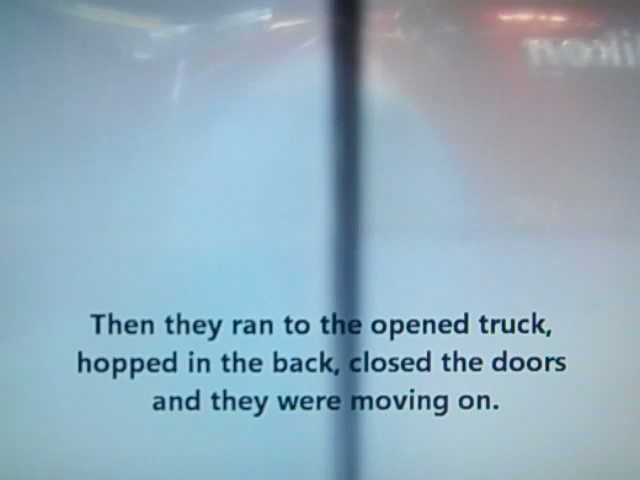 Then they ran to the opened truck,
hopped in the back, closed the doors
and they were moving on.